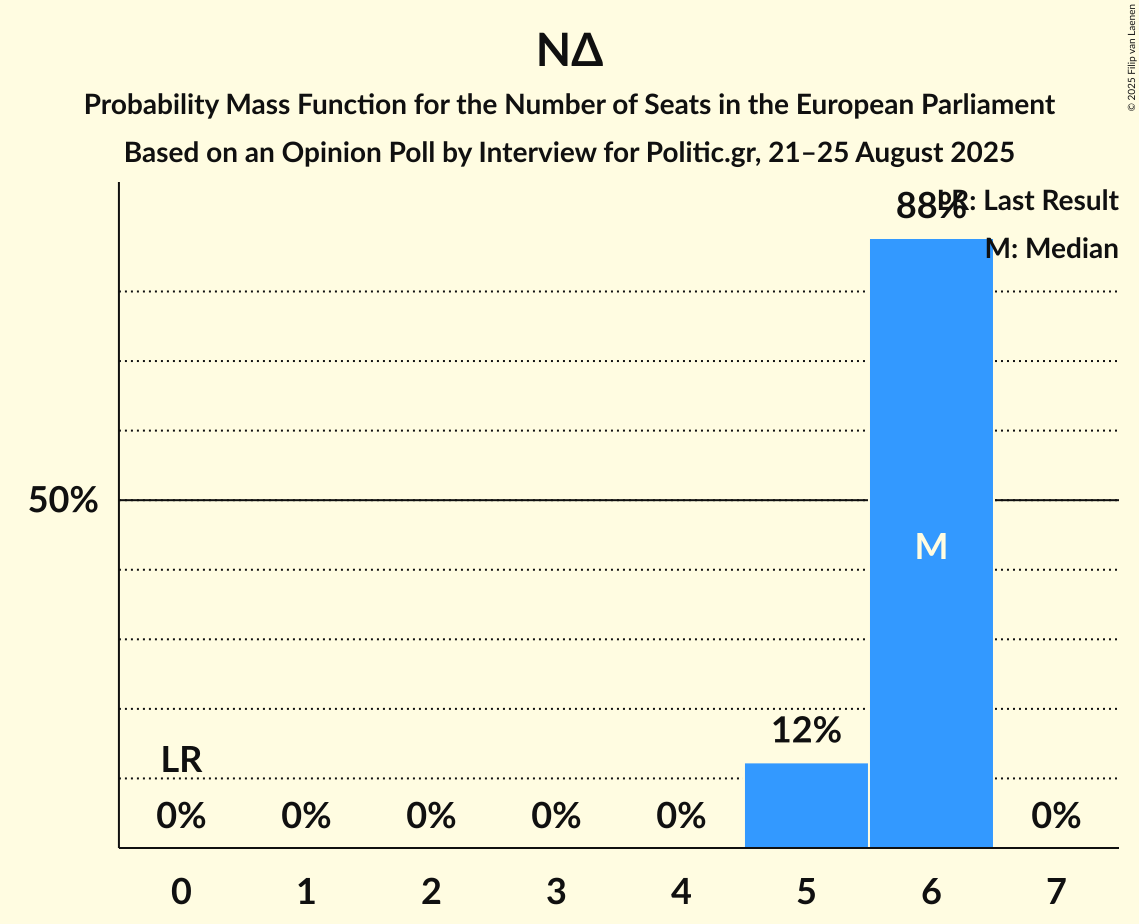 ΝΔ
Probability Mass Function for the Number of Seats in the European Parliament
Based on an Opinion Poll by Interview for Politic.gr, 21–25 August 2025
© 2025 Filip van Laenen
88%
LR: Last Result
M: Median
50%
M
12%
LR
0% 0% 0% 0% 0% 0%
0 1 2 3 4 5 6 7